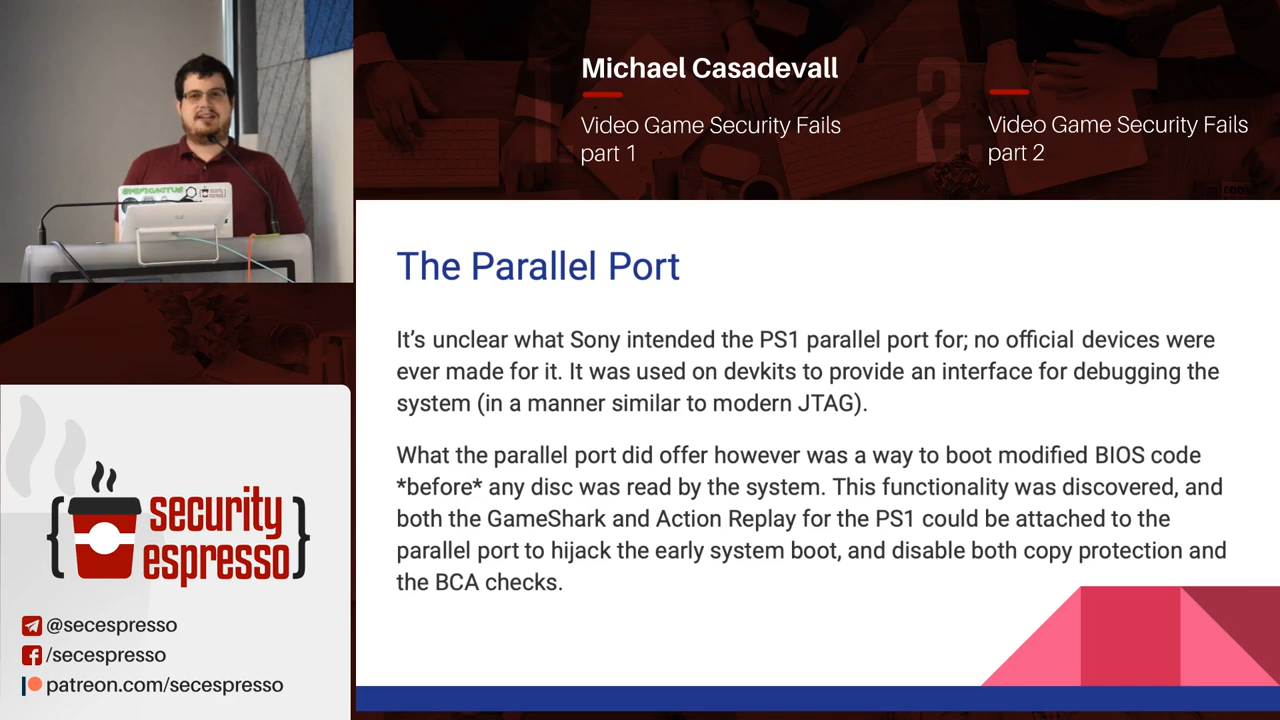 Michael Casadevall
1.
Video Game Security Fails
part 1
2.
Video Game Security Fails
part 2
The Parallel Port
It's unclear what Sony intended the PS1 parallel port for; no official devices were
ever made for it. It was used on devkits to provide an interface for debugging the
system (in a manner similar to modern JTAG).
What the parallel port did offer however was a way to boot modified BIOS code
*before* any disc was read by the system. This functionality was discovered, and
both the GameShark and Action Replay for the PS1 could be attached to the
parallel port to hijack the early system boot, and disable both copy protection and
the BCA checks.
security
espresso
{ security
espresso }
@secespresso
/secespresso
patreon.com/secespresso